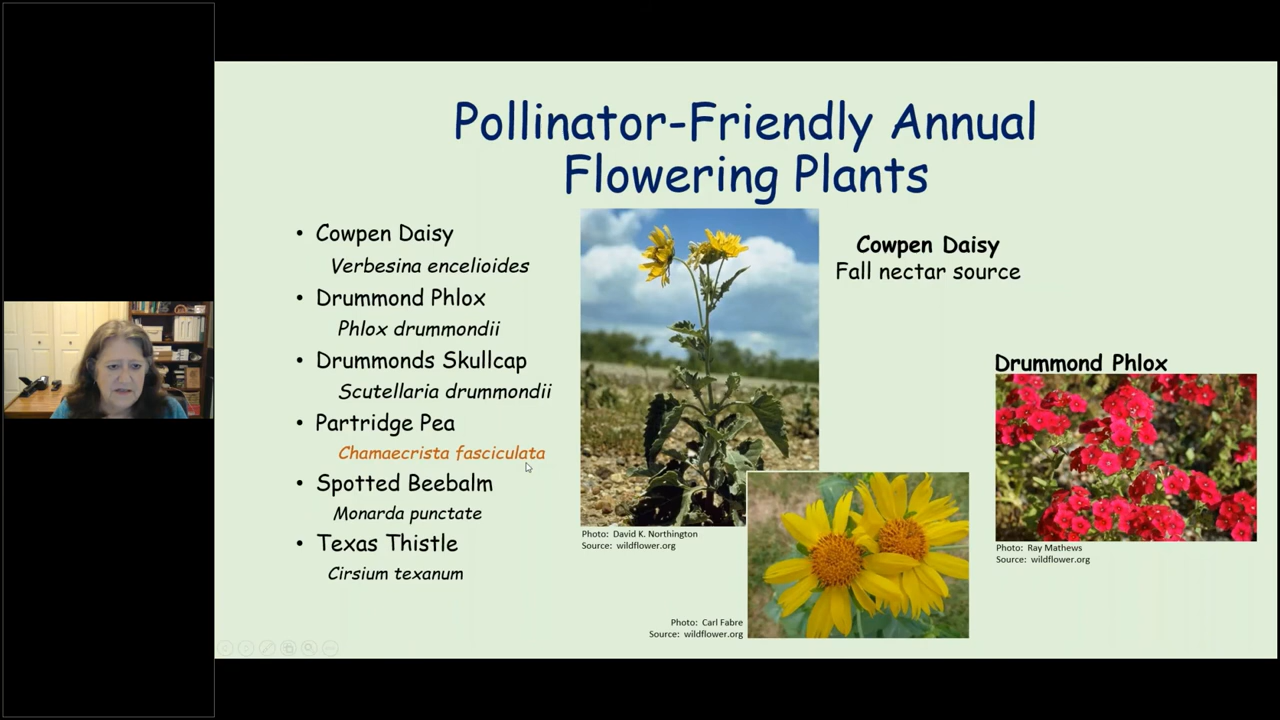 Pollinator-Friendly Annual
Flowering Plants
• Cowpen Daisy
Verbesina encelioides
• Drummond Phlox
Phlox drummondii
• Drummonds Skullcap
Scutellaria drummondii
• Partridge Pea
Chamaecrista fasciculata
• Spotted Beebalm
Monarda punctate
• Texas Thistle
Cirsium texanum
Cowpen Daisy
Fall nectar source
Photo: David K. Northington
Source: wildflower.org
Photo: Carl Fabre
Source: wildflower.org
Drummond Phlox
Photo: Ray Mathews
Source: wildflower.org